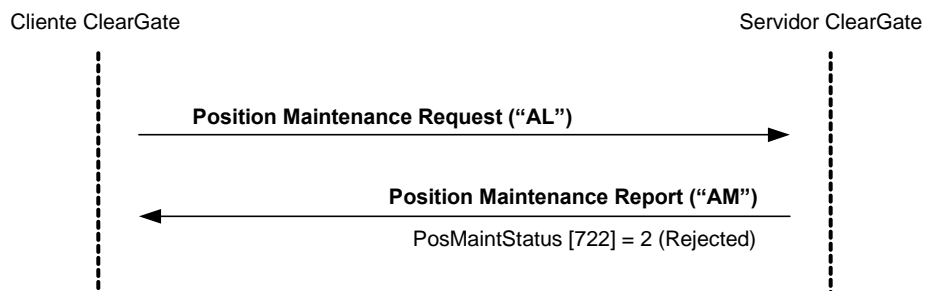 Cliente ClearGate
Servidor ClearGate
Position Maintenance Request (“AL”)
Position Maintenance Report (“AM”)
PosMaintStatus [722] = 2 (Rejected)